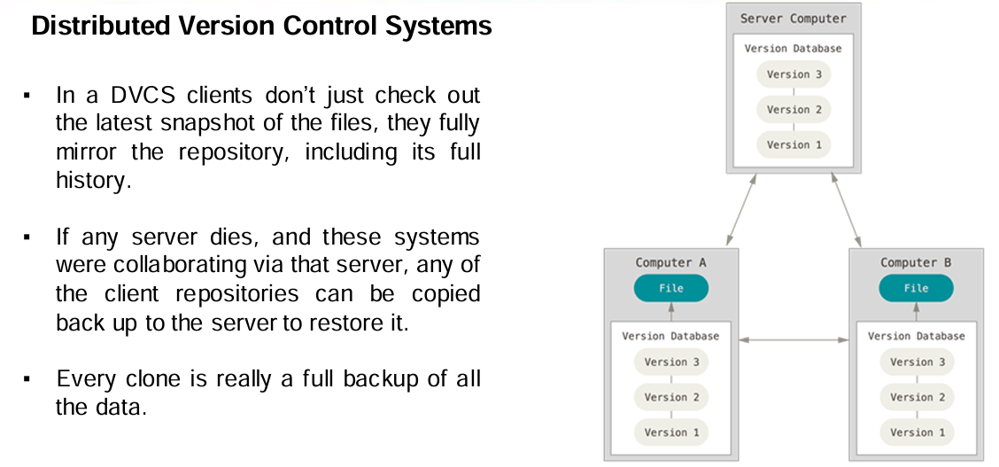 Distributed Version Control Systems
▪ In a DVCS clients don't just check out
the latest snapshot of the files, they fully
mirror the repository, including its full
history.
▪ If any server dies, and these systems
were collaborating via that server, any of
the client repositories can be copied
back up to the server to restore it.
▪ Every clone is really a full backup of all
the data.
Server Computer
Version Database
Version 3
Version 2
Version 1
Computer A
File
Version Database
Version 3
Version 2
Version 1
Computer B
File
Version Database
Version 3
Version 2
Version 1